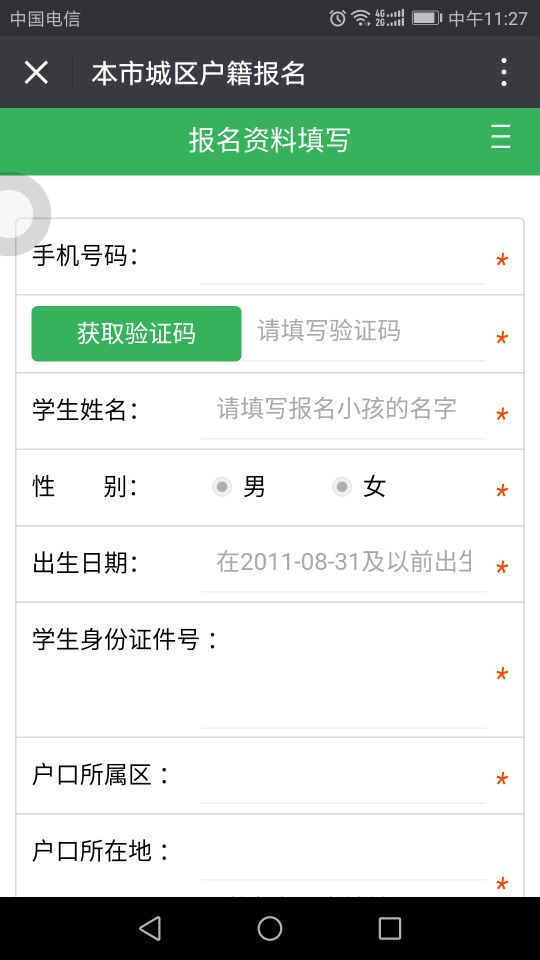 中国电信 4G 2G 中午11:27
本市城区户籍报名
报名资料填写
手机号码： *
获取验证码 请填写验证码 *
学生姓名： 请填写报名小孩的名字 *
性 别： 男 女 *
出生日期： 在2011-08-31及以前出生 *
学生身份证件号： *
户口所属区： *
户口所在地： *